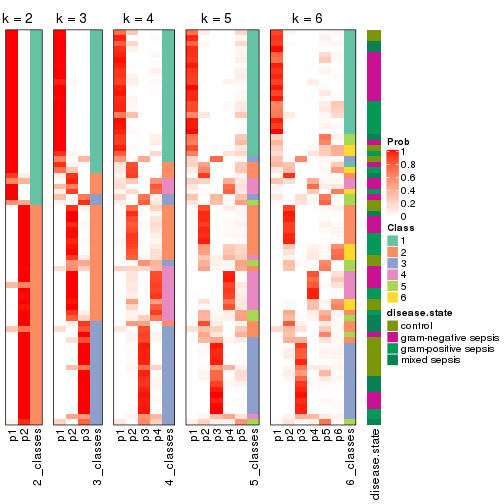 k = 2
k = 3
k = 4
k = 5
k = 6
Prob
1
0.8
0.6
0.4
0.2
0
Class
1
2
3
4
5
6
disease.state
control
gram-negative sepsis
gram-positive sepsis
mixed sepsis
p1
p2
2_classes
p1
p2
p3
3_classes
p1
p2
p3
p4
4_classes
p1
p2
p3
p4
p5
5_classes
p1
p2
p3
p4
p5
p6
6_classes
disease.state